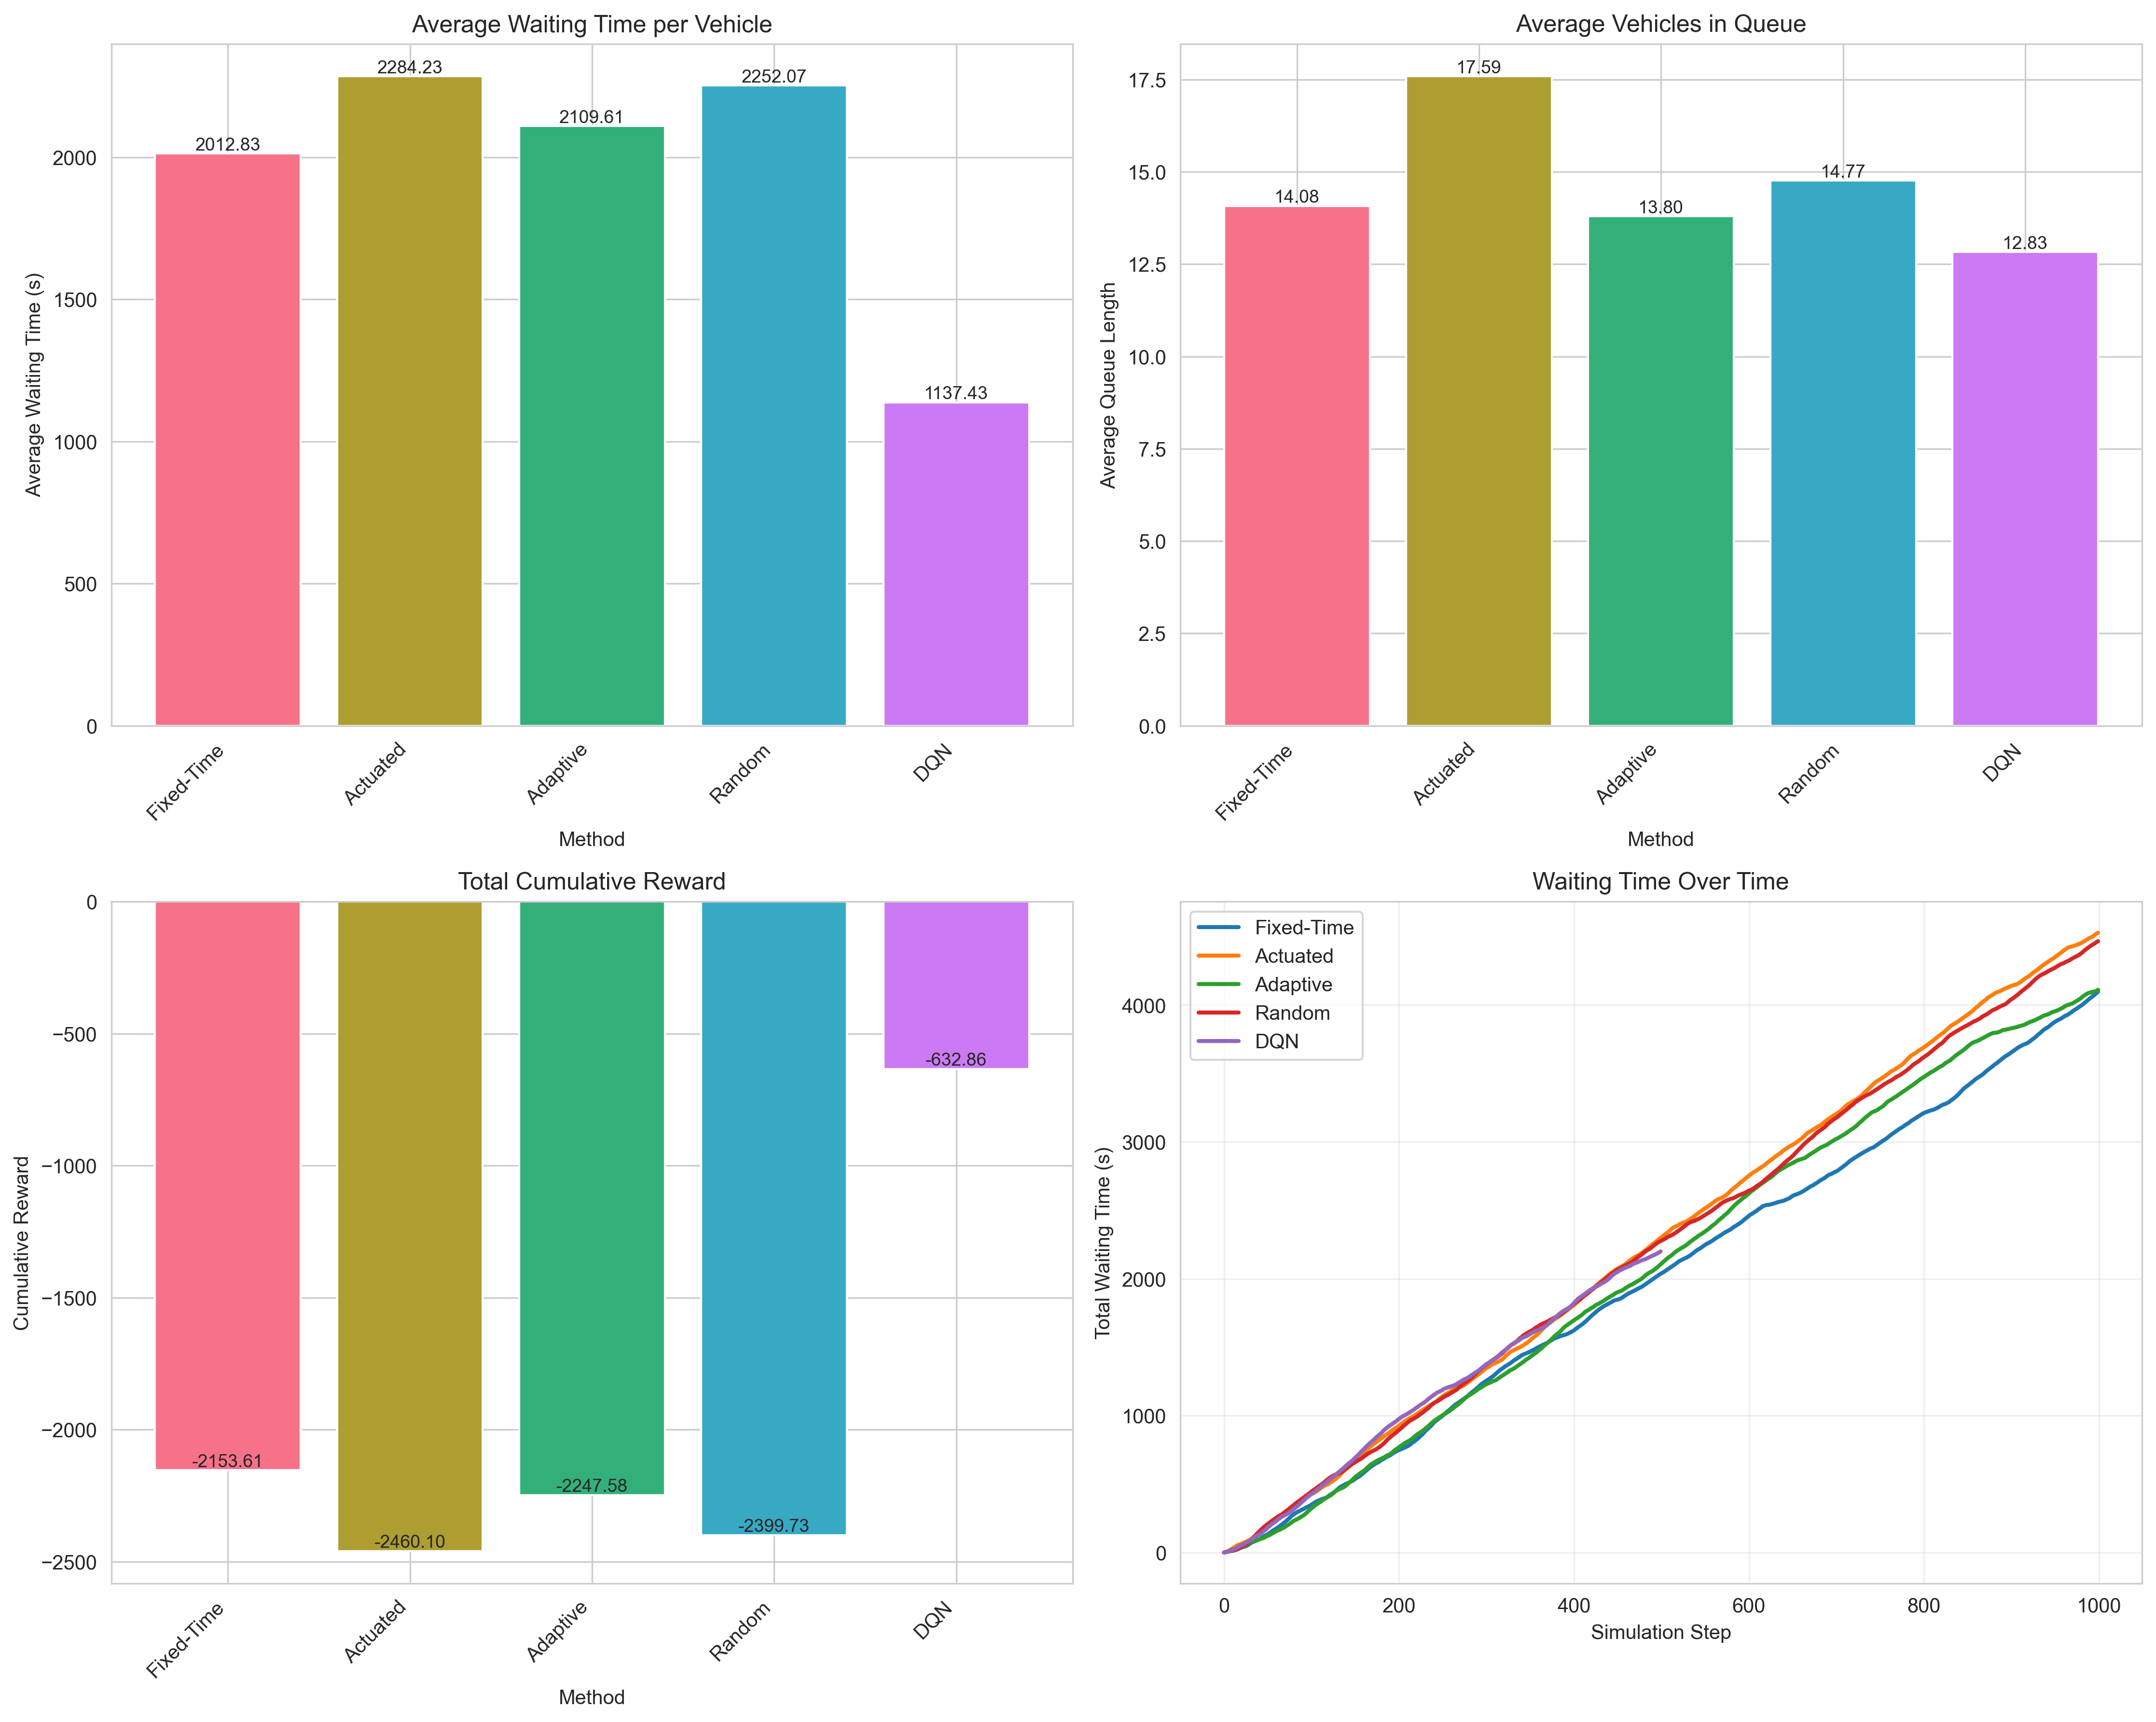 Average Waiting Time per Vehicle
Average Waiting Time (s)
2000
1500
1000
500
0
2012.83
2284.23
2109.61
2252.07
1137.43
Fixed-Time
Actuated
Adaptive
Random
DQN
Method
Average Vehicles in Queue
Average Queue Length
17.5
15.0
12.5
10.0
7.5
5.0
2.5
0.0
14.08
17.59
13.80
14.77
12.83
Fixed-Time
Actuated
Adaptive
Random
DQN
Method
Total Cumulative Reward
Cumulative Reward
0
−500
−1000
−1500
−2000
−2500
-2153.61
-2460.10
-2247.58
-2399.73
-632.86
Fixed-Time
Actuated
Adaptive
Random
DQN
Method
Waiting Time Over Time
Total Waiting Time (s)
4000
3000
2000
1000
0
Fixed-Time
Actuated
Adaptive
Random
DQN
0
200
400
600
800
1000
Simulation Step